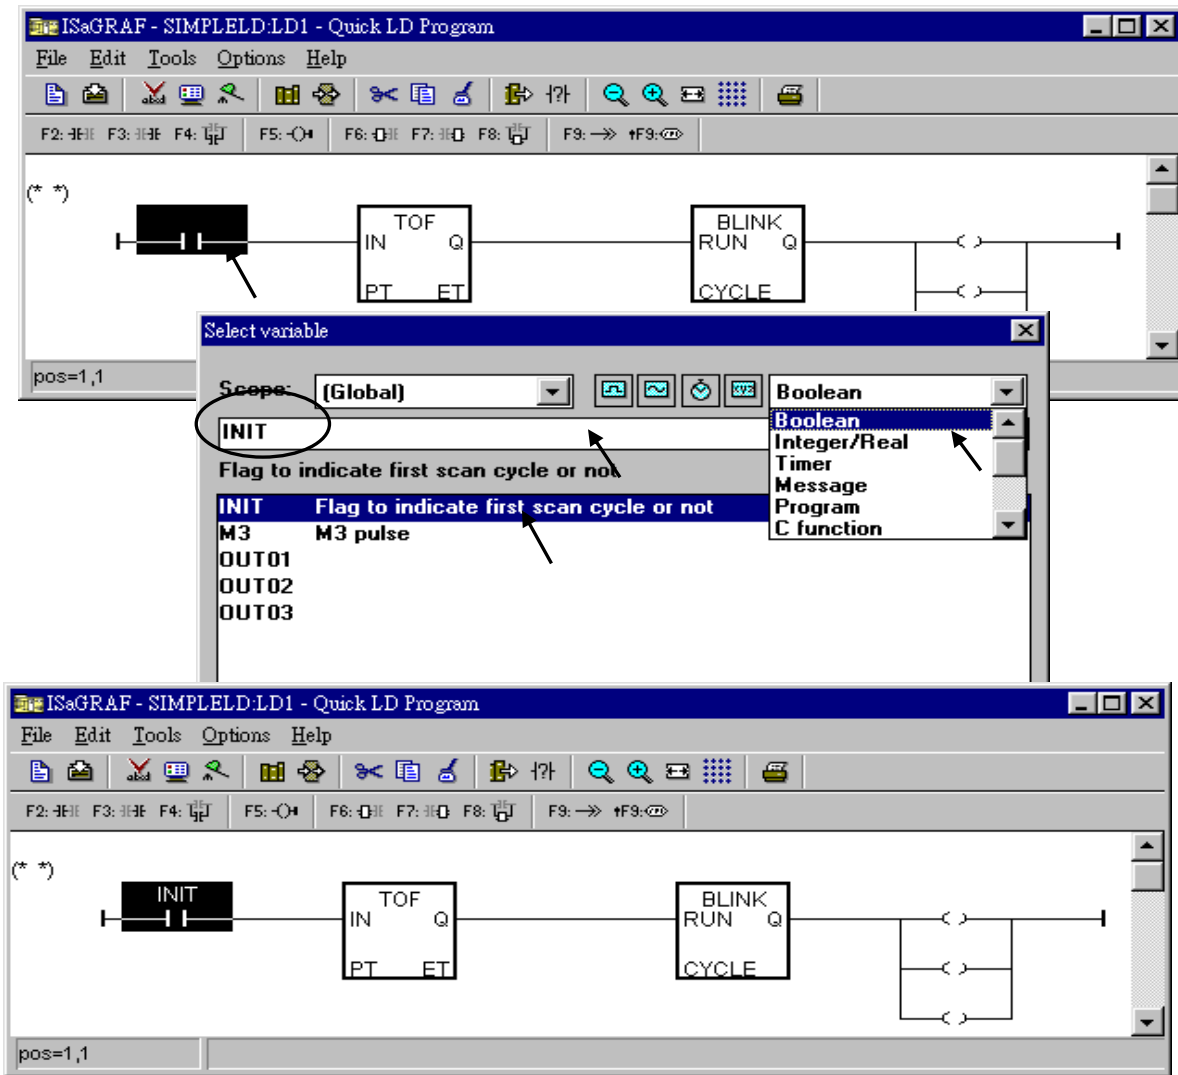 ISaGRAF - SIMPLELD:LD1 - Quick LD Program
File Edit Tools Options Help
F2: F3: F4: F5: F6: F7: F8: F9: F9:
(* *)
TOF
IN Q
PT ET
BLINK
RUN Q
CYCLE
Select variable
pos=1,1
Scope: (Global) Boolean
INIT
Boolean
Integer/Real
Timer
Message
Program
C function
Flag to indicate first scan cycle or not
INIT Flag to indicate first scan cycle or not
M3 M3 pulse
OUT01
OUT02
OUT03
ISaGRAF - SIMPLELD:LD1 - Quick LD Program
File Edit Tools Options Help
F2: F3: F4: F5: F6: F7: F8: F9: F9:
(* *)
INIT
TOF
IN Q
PT ET
BLINK
RUN Q
CYCLE
pos=1,1